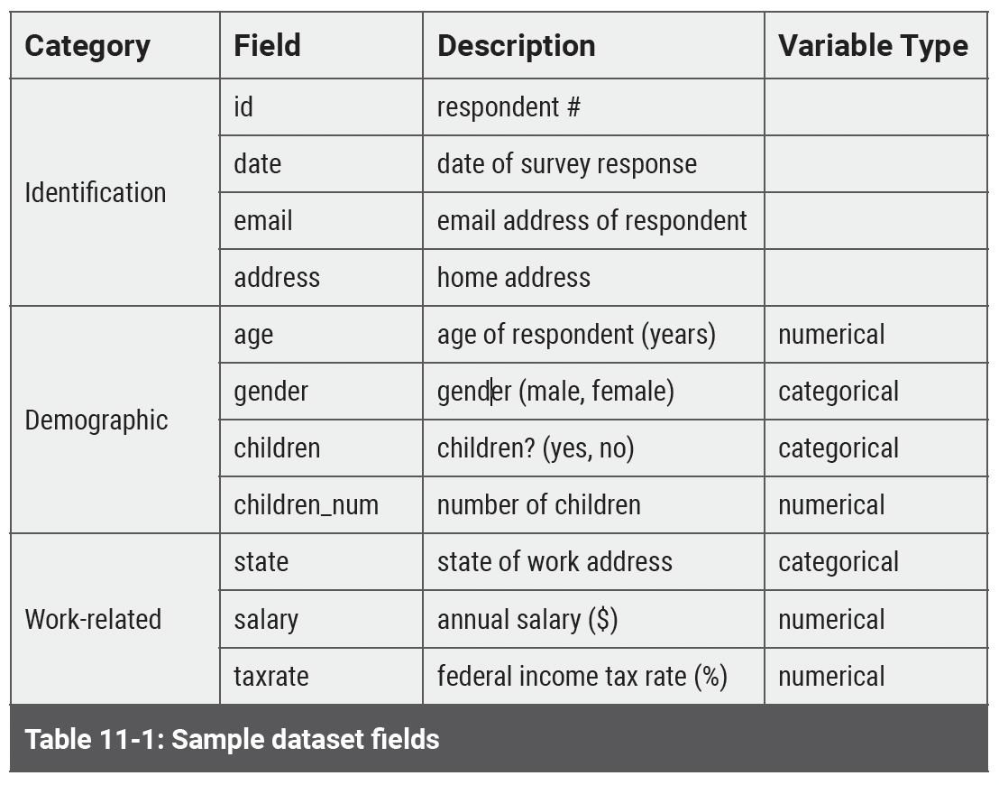 Category Field Description Variable Type
id respondent #
date date of survey response
Identification
email email address of respondent
address home address
age age of respondent (years) numerical
gender gender (male, female) categorical
Demographic
children children? (yes, no) categorical
children_num number of children numerical
state state of work address categorical
Work-related salary annual salary ($) numerical
taxrate federal income tax rate (%) numerical
Table 11-1: Sample dataset fields